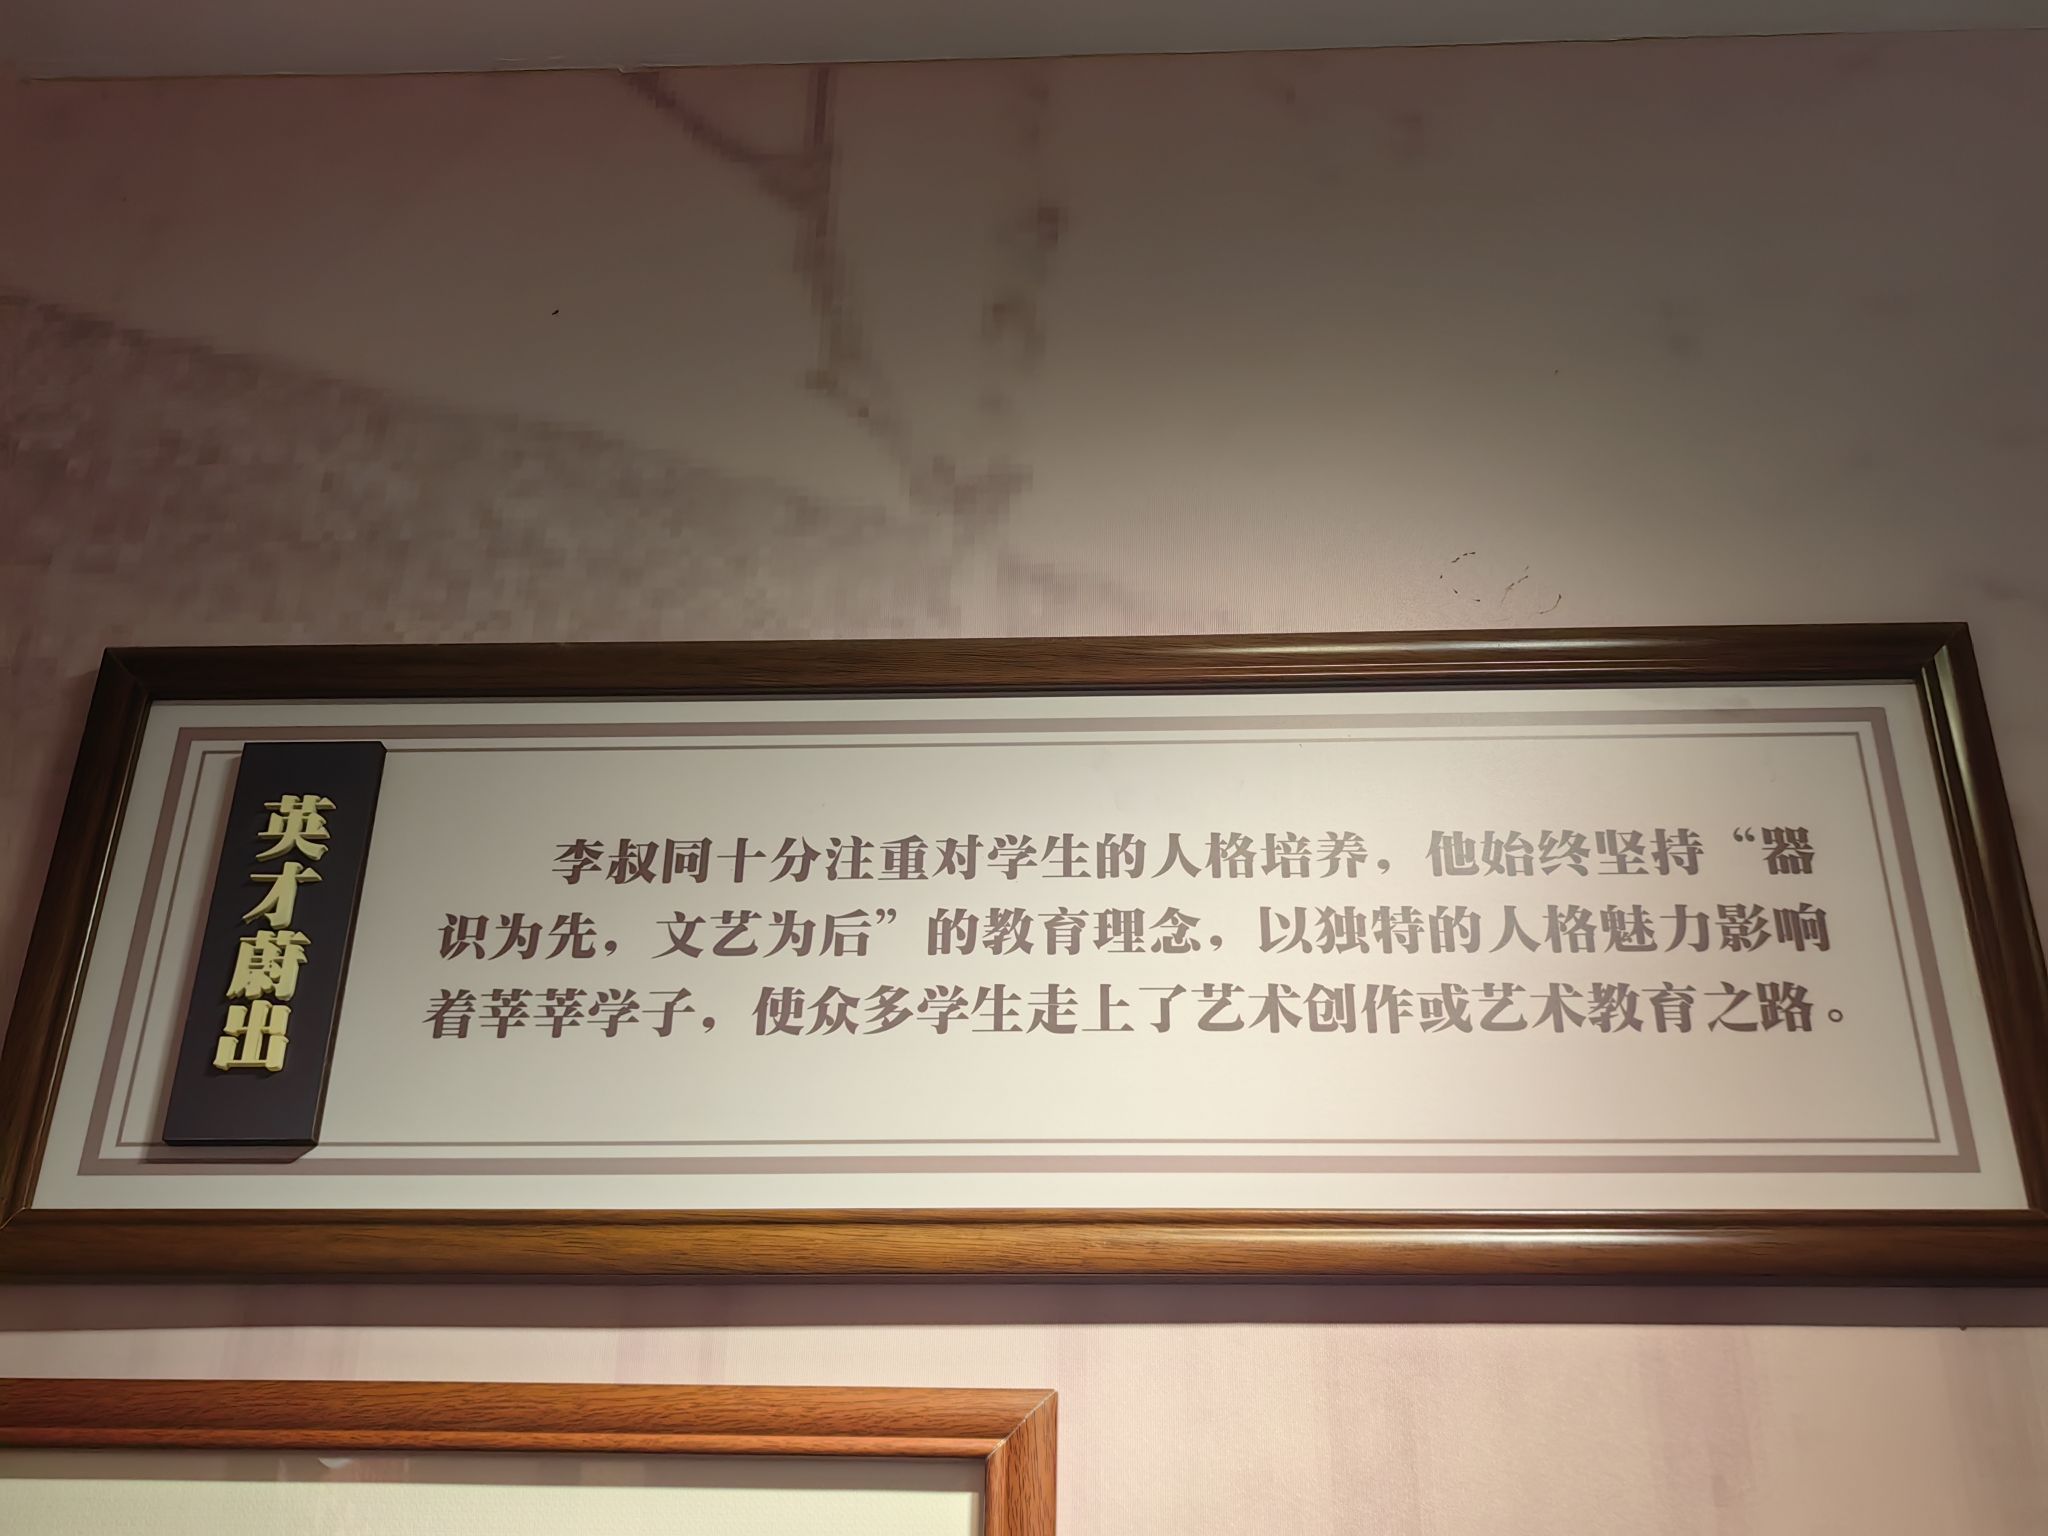 英才蔚出
李叔同十分注重对学生的人格培养，他始终坚持“器
识为先，文艺为后”的教育理念，以独特的人格魅力影响
着莘莘学子，使众多学生走上了艺术创作或艺术教育之路。